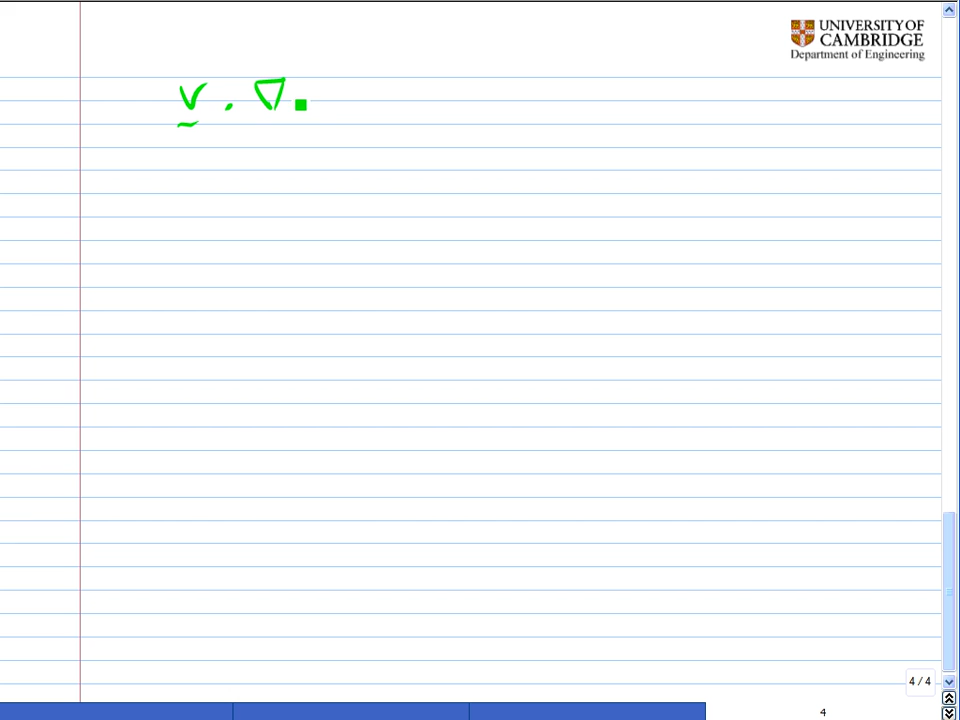 UNIVERSITY OF
CAMBRIDGE
Department of Engineering
v . ∇
~
4 / 4
4